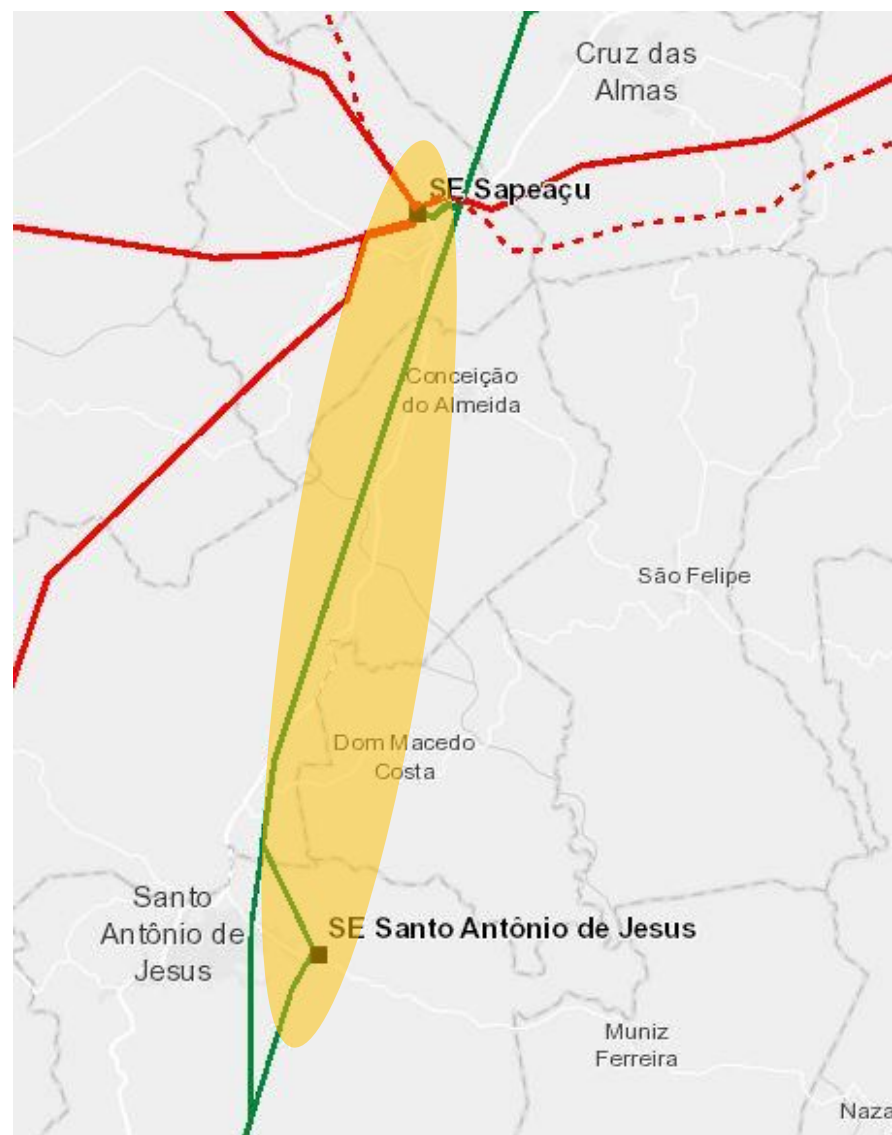 Cruz das
Almas
SE Sapeaçu
Conceição
do Almeida
São Felipe
Dom Macedo
Costa
Santo
Antônio de
Jesus
SE Santo Antônio de Jesus
Muniz
Ferreira
Naza